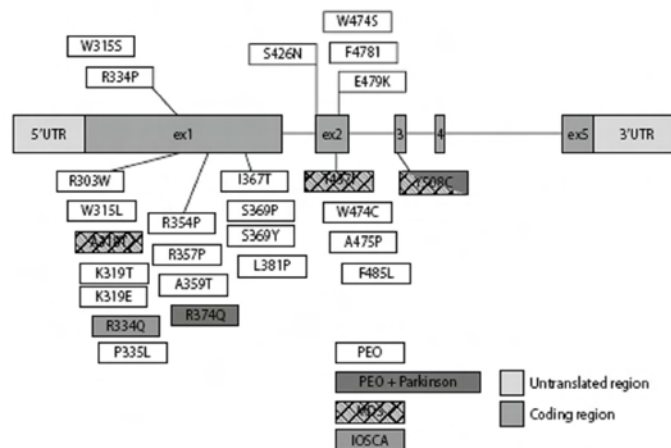 W474S
W315S
S426N
F4781
R334P
E479K
5'UTR
ex1
ex2
3
4
ex5
3'UTR
R303W
I367T
W315L
R354P
S369P
W474C
R357P
S369Y
A475P
K319T
A359T
L381P
F485L
K319E
R334Q
R374Q
P335L
PEO
PEO + Parkinson
Untranslated region
MDS
Coding region
IOSCA